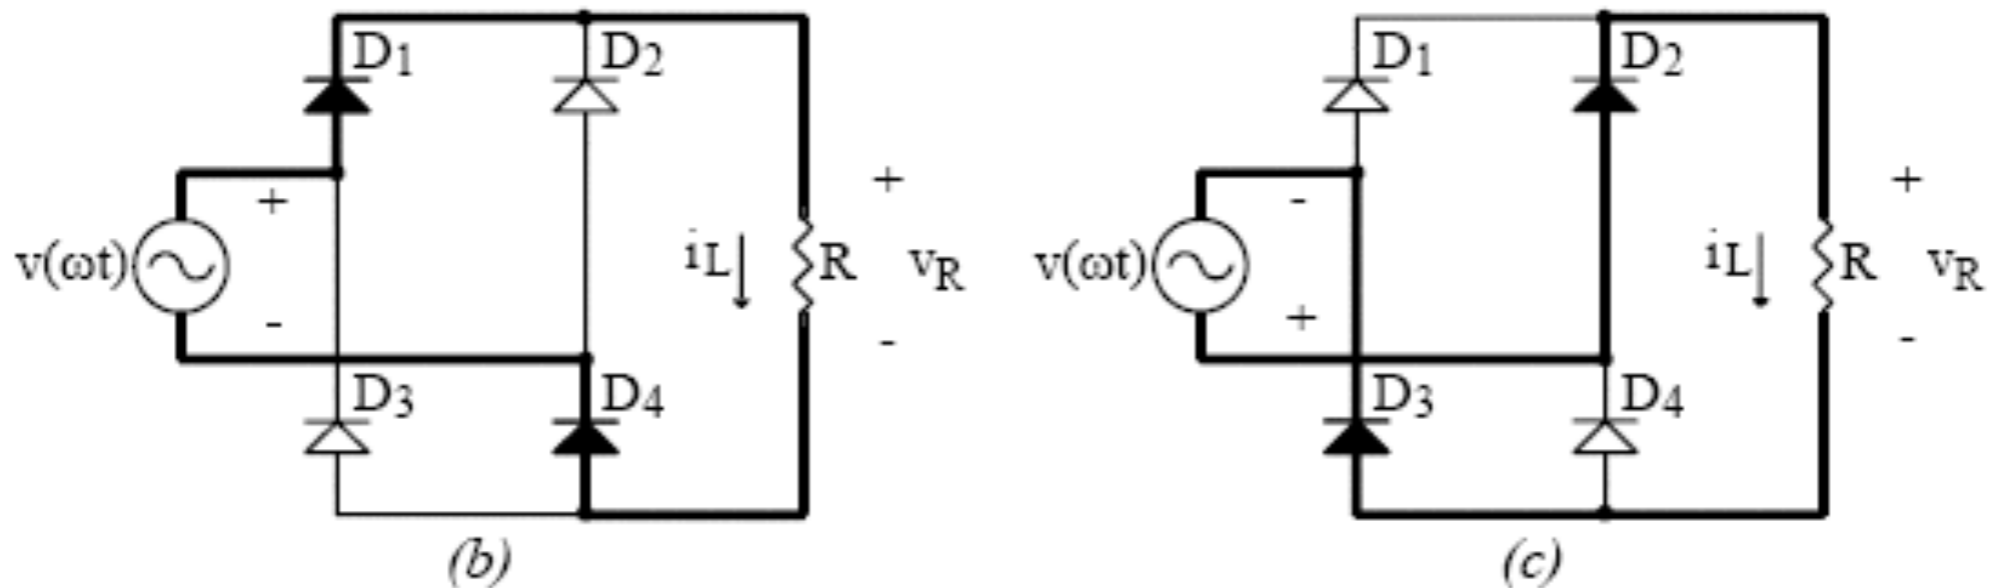 D1 D2 D1 D2
+ + - +
v(ωt) iL R vR v(ωt) iL R vR
- - + -
D3 D4 D3 D4
(b) (c)